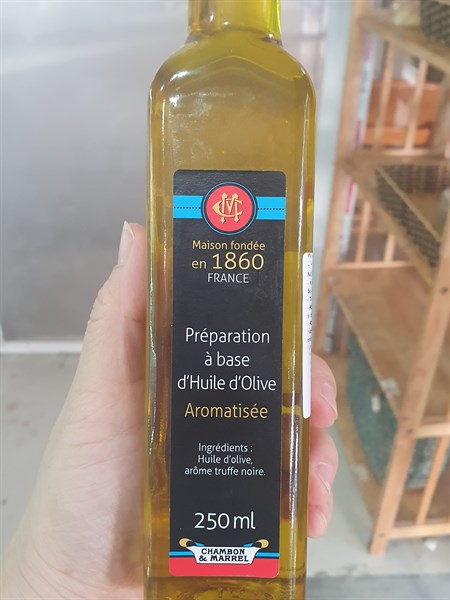 Maison fondée
en 1860
FRANCE
Préparation
à base
d'Huile d'Olive
Aromatisée
Ingrédients :
Huile d'olive,
arôme truffe noire.
250 ml
CHAMBON
& MARREL